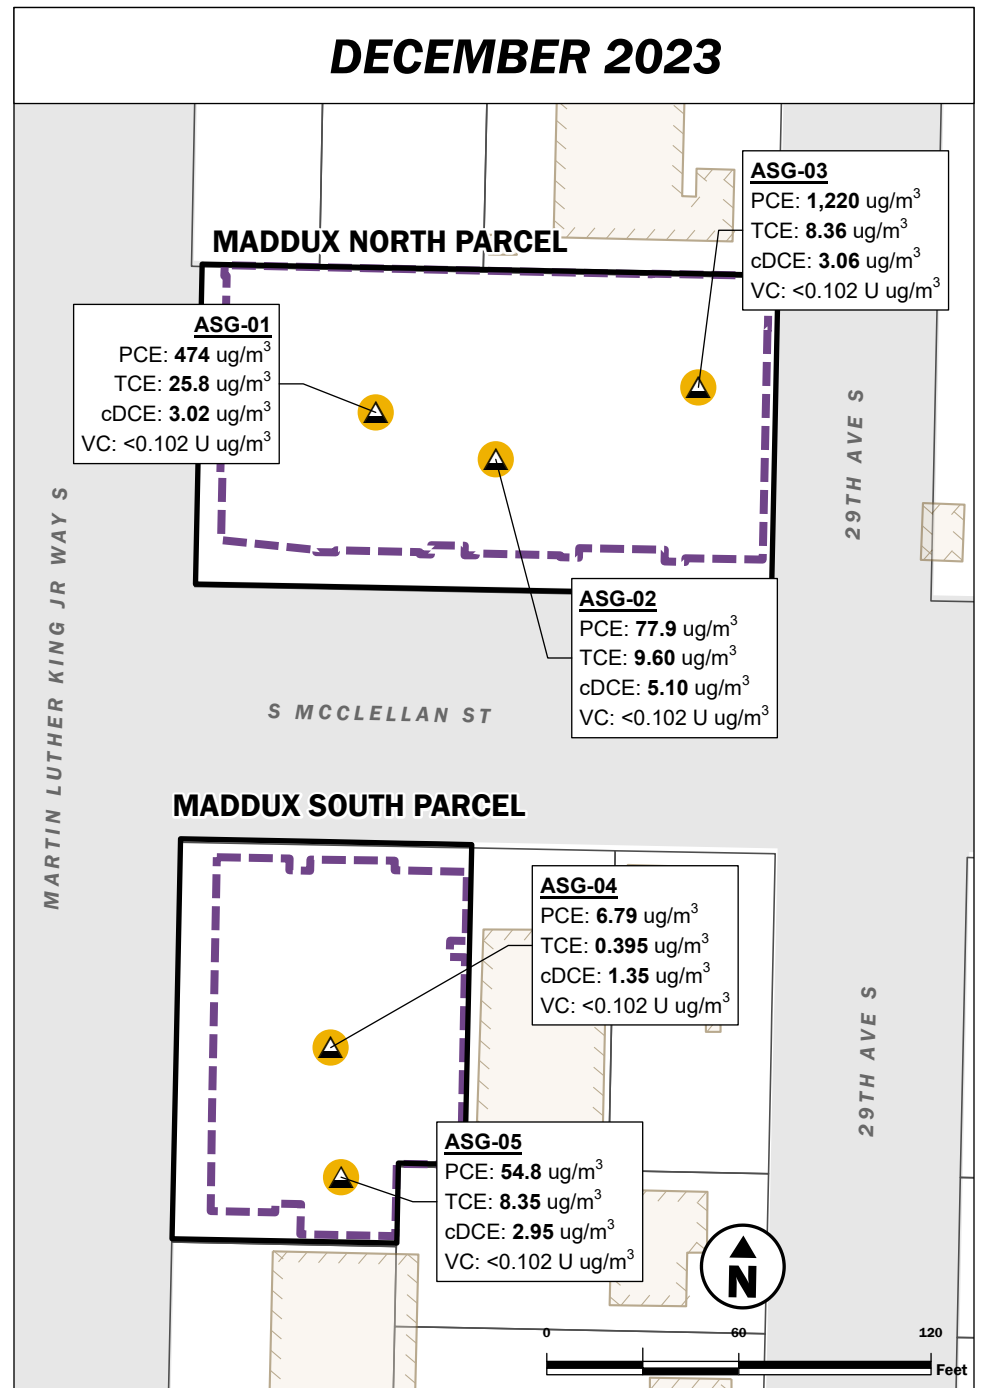 DECEMBER 2023
ASG-03
PCE: 1,220 ug/m³
TCE: 8.36 ug/m³
cDCE: 3.06 ug/m³
VC: <0.102 U ug/m³
MADDUX NORTH PARCEL
ASG-01
PCE: 474 ug/m³
TCE: 25.8 ug/m³
cDCE: 3.02 ug/m³
VC: <0.102 U ug/m³
29TH AVE S
MARTIN LUTHER KING JR WAY S
ASG-02
PCE: 77.9 ug/m³
TCE: 9.60 ug/m³
cDCE: 5.10 ug/m³
VC: <0.102 U ug/m³
S MCCLELLAN ST
MADDUX SOUTH PARCEL
ASG-04
PCE: 6.79 ug/m³
TCE: 0.395 ug/m³
cDCE: 1.35 ug/m³
VC: <0.102 U ug/m³
29TH AVE S
ASG-05
PCE: 54.8 ug/m³
TCE: 8.35 ug/m³
cDCE: 2.95 ug/m³
VC: <0.102 U ug/m³
N
0 60 120
Feet